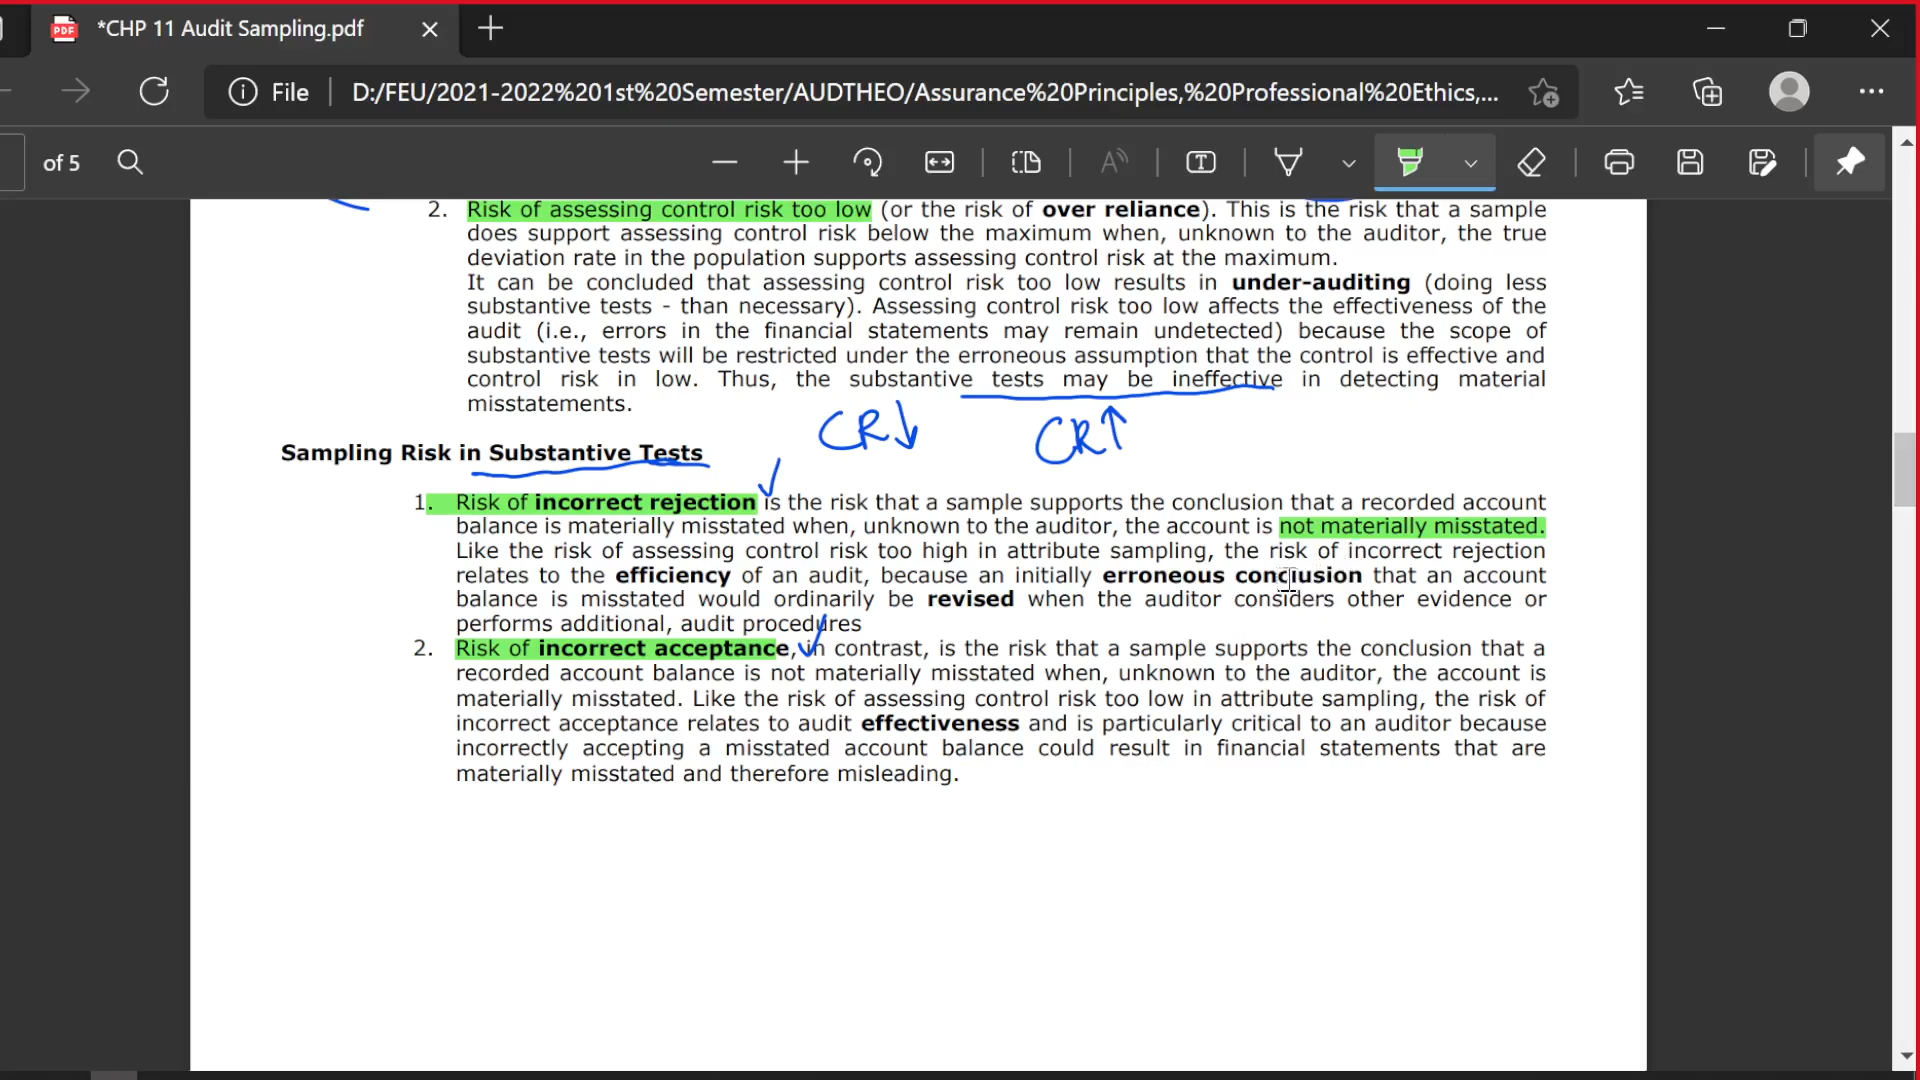 *CHP 11 Audit Sampling.pdf
File D:/FEU/2021-2022%201st%20Semester/AUDTHEO/Assurance%20Principles,%20Professional%20Ethics,...
of 5
2. Risk of assessing control risk too low (or the risk of over reliance). This is the risk that a sample
does support assessing control risk below the maximum when, unknown to the auditor, the true
deviation rate in the population supports assessing control risk at the maximum.
It can be concluded that assessing control risk too low results in under-auditing (doing less
substantive tests - than necessary). Assessing control risk too low affects the effectiveness of the
audit (i.e., errors in the financial statements may remain undetected) because the scope of
substantive tests will be restricted under the erroneous assumption that the control is effective and
control risk in low. Thus, the substantive tests may be ineffective in detecting material
misstatements.
CR↓ CR↑
Sampling Risk in Substantive Tests
1. Risk of incorrect rejection is the risk that a sample supports the conclusion that a recorded account
balance is materially misstated when, unknown to the auditor, the account is not materially misstated.
Like the risk of assessing control risk too high in attribute sampling, the risk of incorrect rejection
relates to the efficiency of an audit, because an initially erroneous conclusion that an account
balance is misstated would ordinarily be revised when the auditor considers other evidence or
performs additional, audit procedures
2. Risk of incorrect acceptance, in contrast, is the risk that a sample supports the conclusion that a
recorded account balance is not materially misstated when, unknown to the auditor, the account is
materially misstated. Like the risk of assessing control risk too low in attribute sampling, the risk of
incorrect acceptance relates to audit effectiveness and is particularly critical to an auditor because
incorrectly accepting a misstated account balance could result in financial statements that are
materially misstated and therefore misleading.